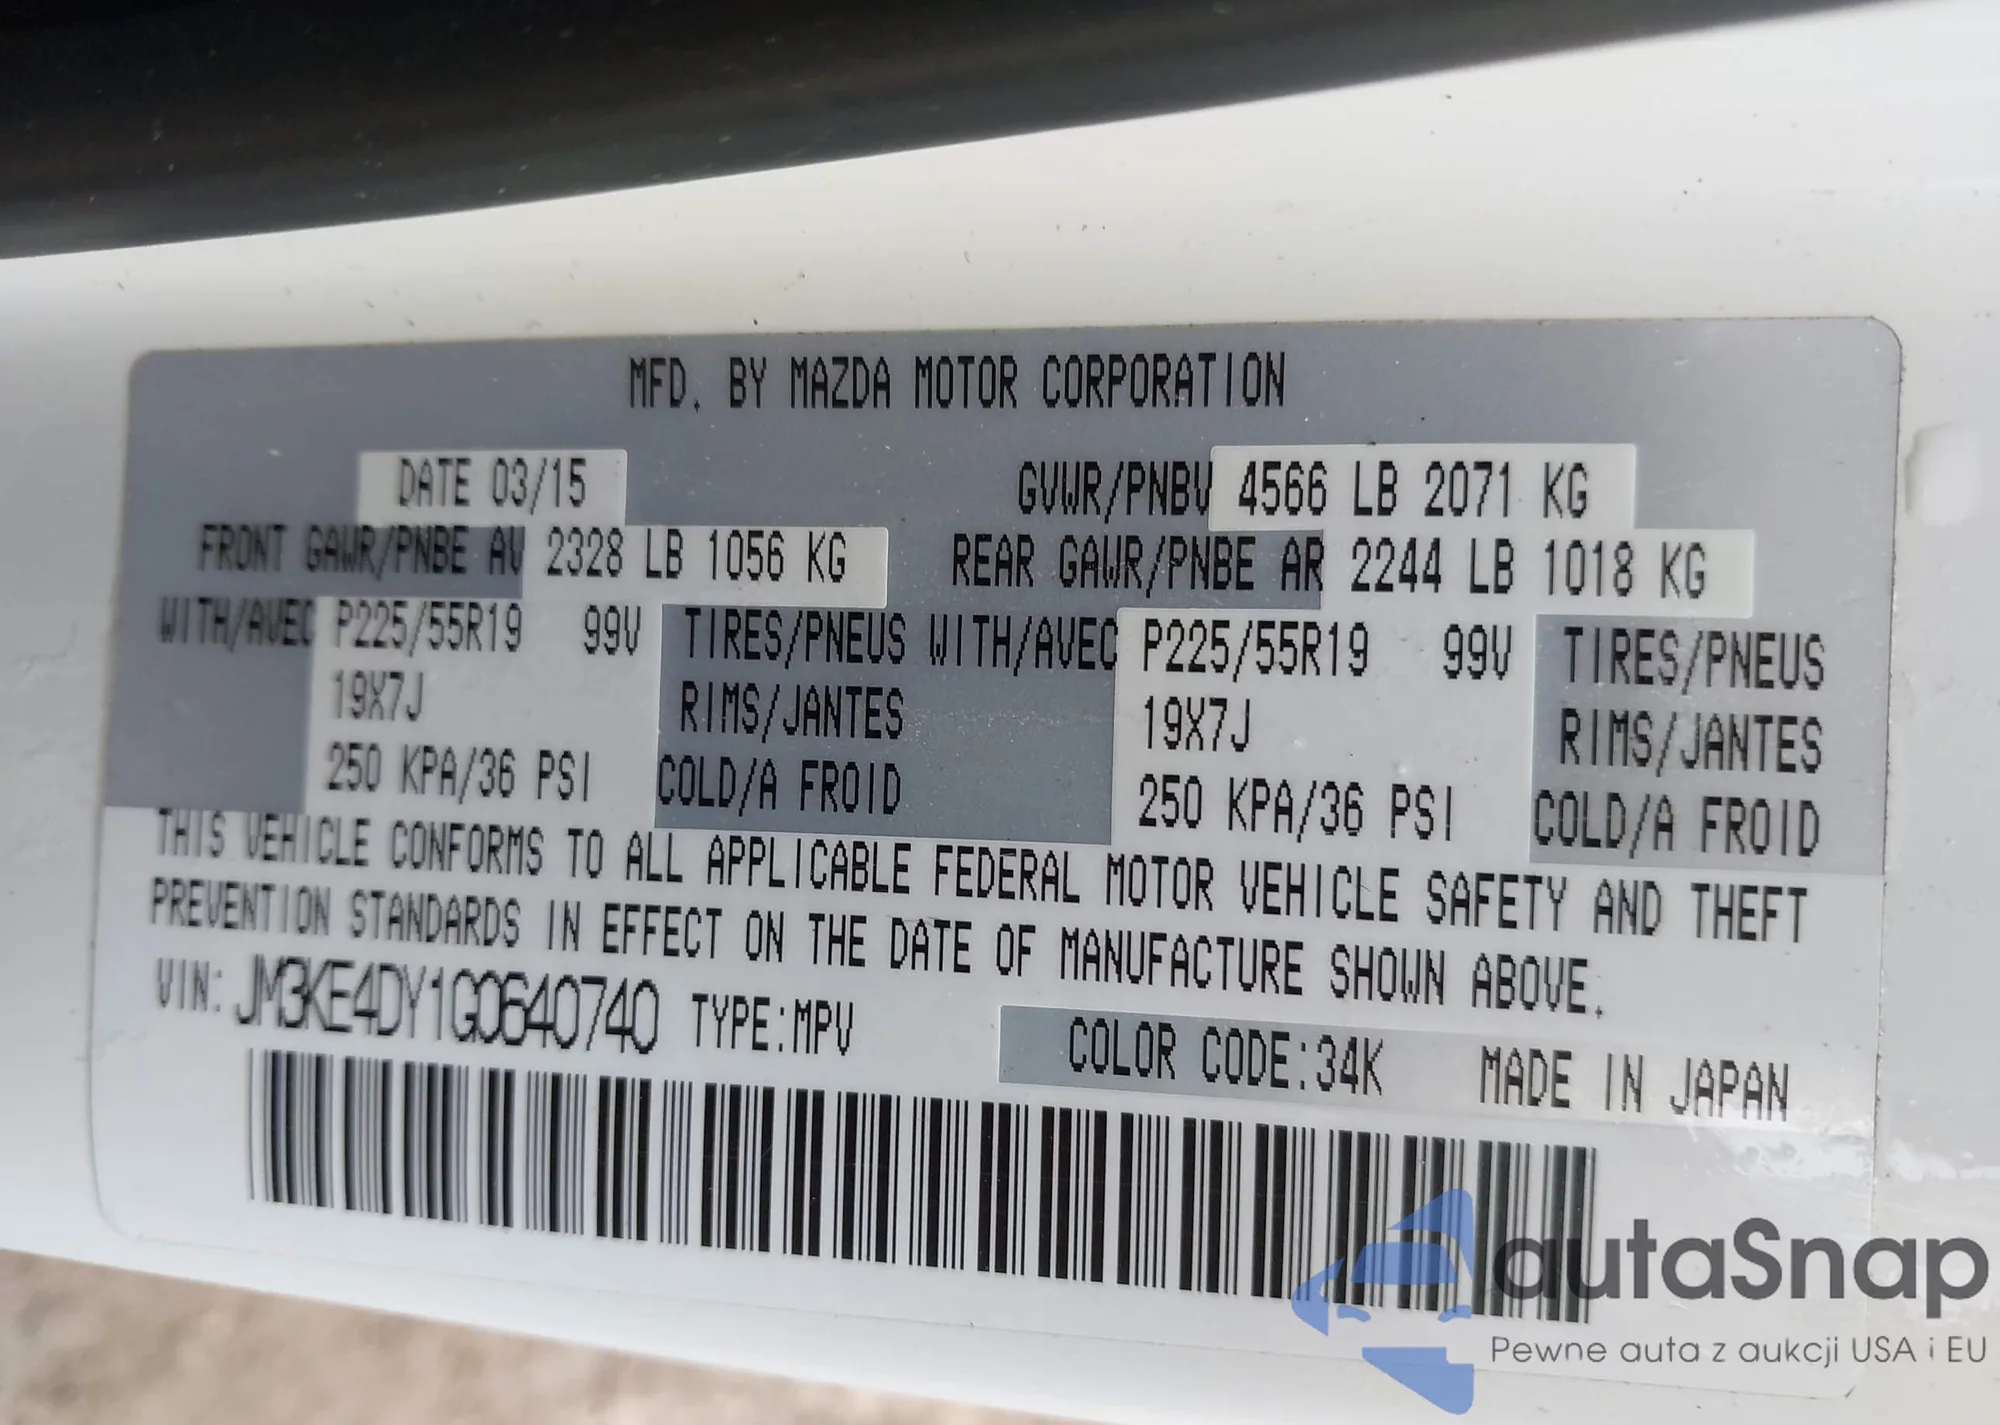 MFD. BY MAZDA MOTOR CORPORATION
DATE 03/15 GVWR/PNBV 4566 LB 2071 KG
FRONT GAWR/PNBE AV 2328 LB 1056 KG REAR GAWR/PNBE AR 2244 LB 1018 KG
WITH/AVEC P225/55R19 99V TIRES/PNEUS WITH/AVEC P225/55R19 99V TIRES/PNEUS
19X7J RIMS/JANTES 19X7J RIMS/JANTES
250 KPA/36 PSI COLD/A FROID 250 KPA/36 PSI COLD/A FROID
THIS VEHICLE CONFORMS TO ALL APPLICABLE FEDERAL MOTOR VEHICLE SAFETY AND THEFT
PREVENTION STANDARDS IN EFFECT ON THE DATE OF MANUFACTURE SHOWN ABOVE.
VIN: JM3KE4DY1G0640740 TYPE:MPV COLOR CODE:34K MADE IN JAPAN
autaSnap
Pewne auta z aukcji USA i EU